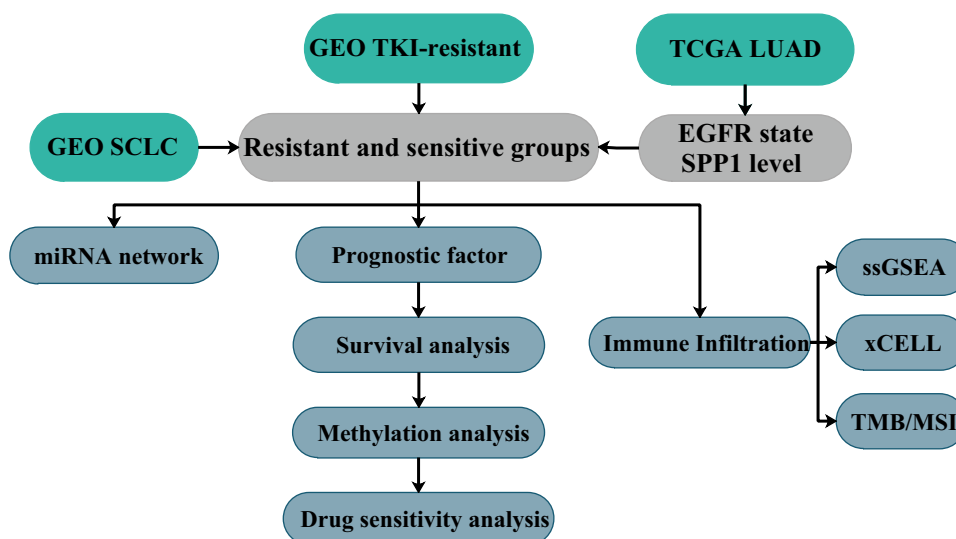 GEO TKI-resistant
TCGA LUAD
GEO SCLC
Resistant and sensitive groups
EGFR state
SPP1 level
miRNA network
Prognostic factor
ssGSEA
Survival analysis
Immune Infiltration
xCELL
Methylation analysis
TMB/MSI
Drug sensitivity analysis